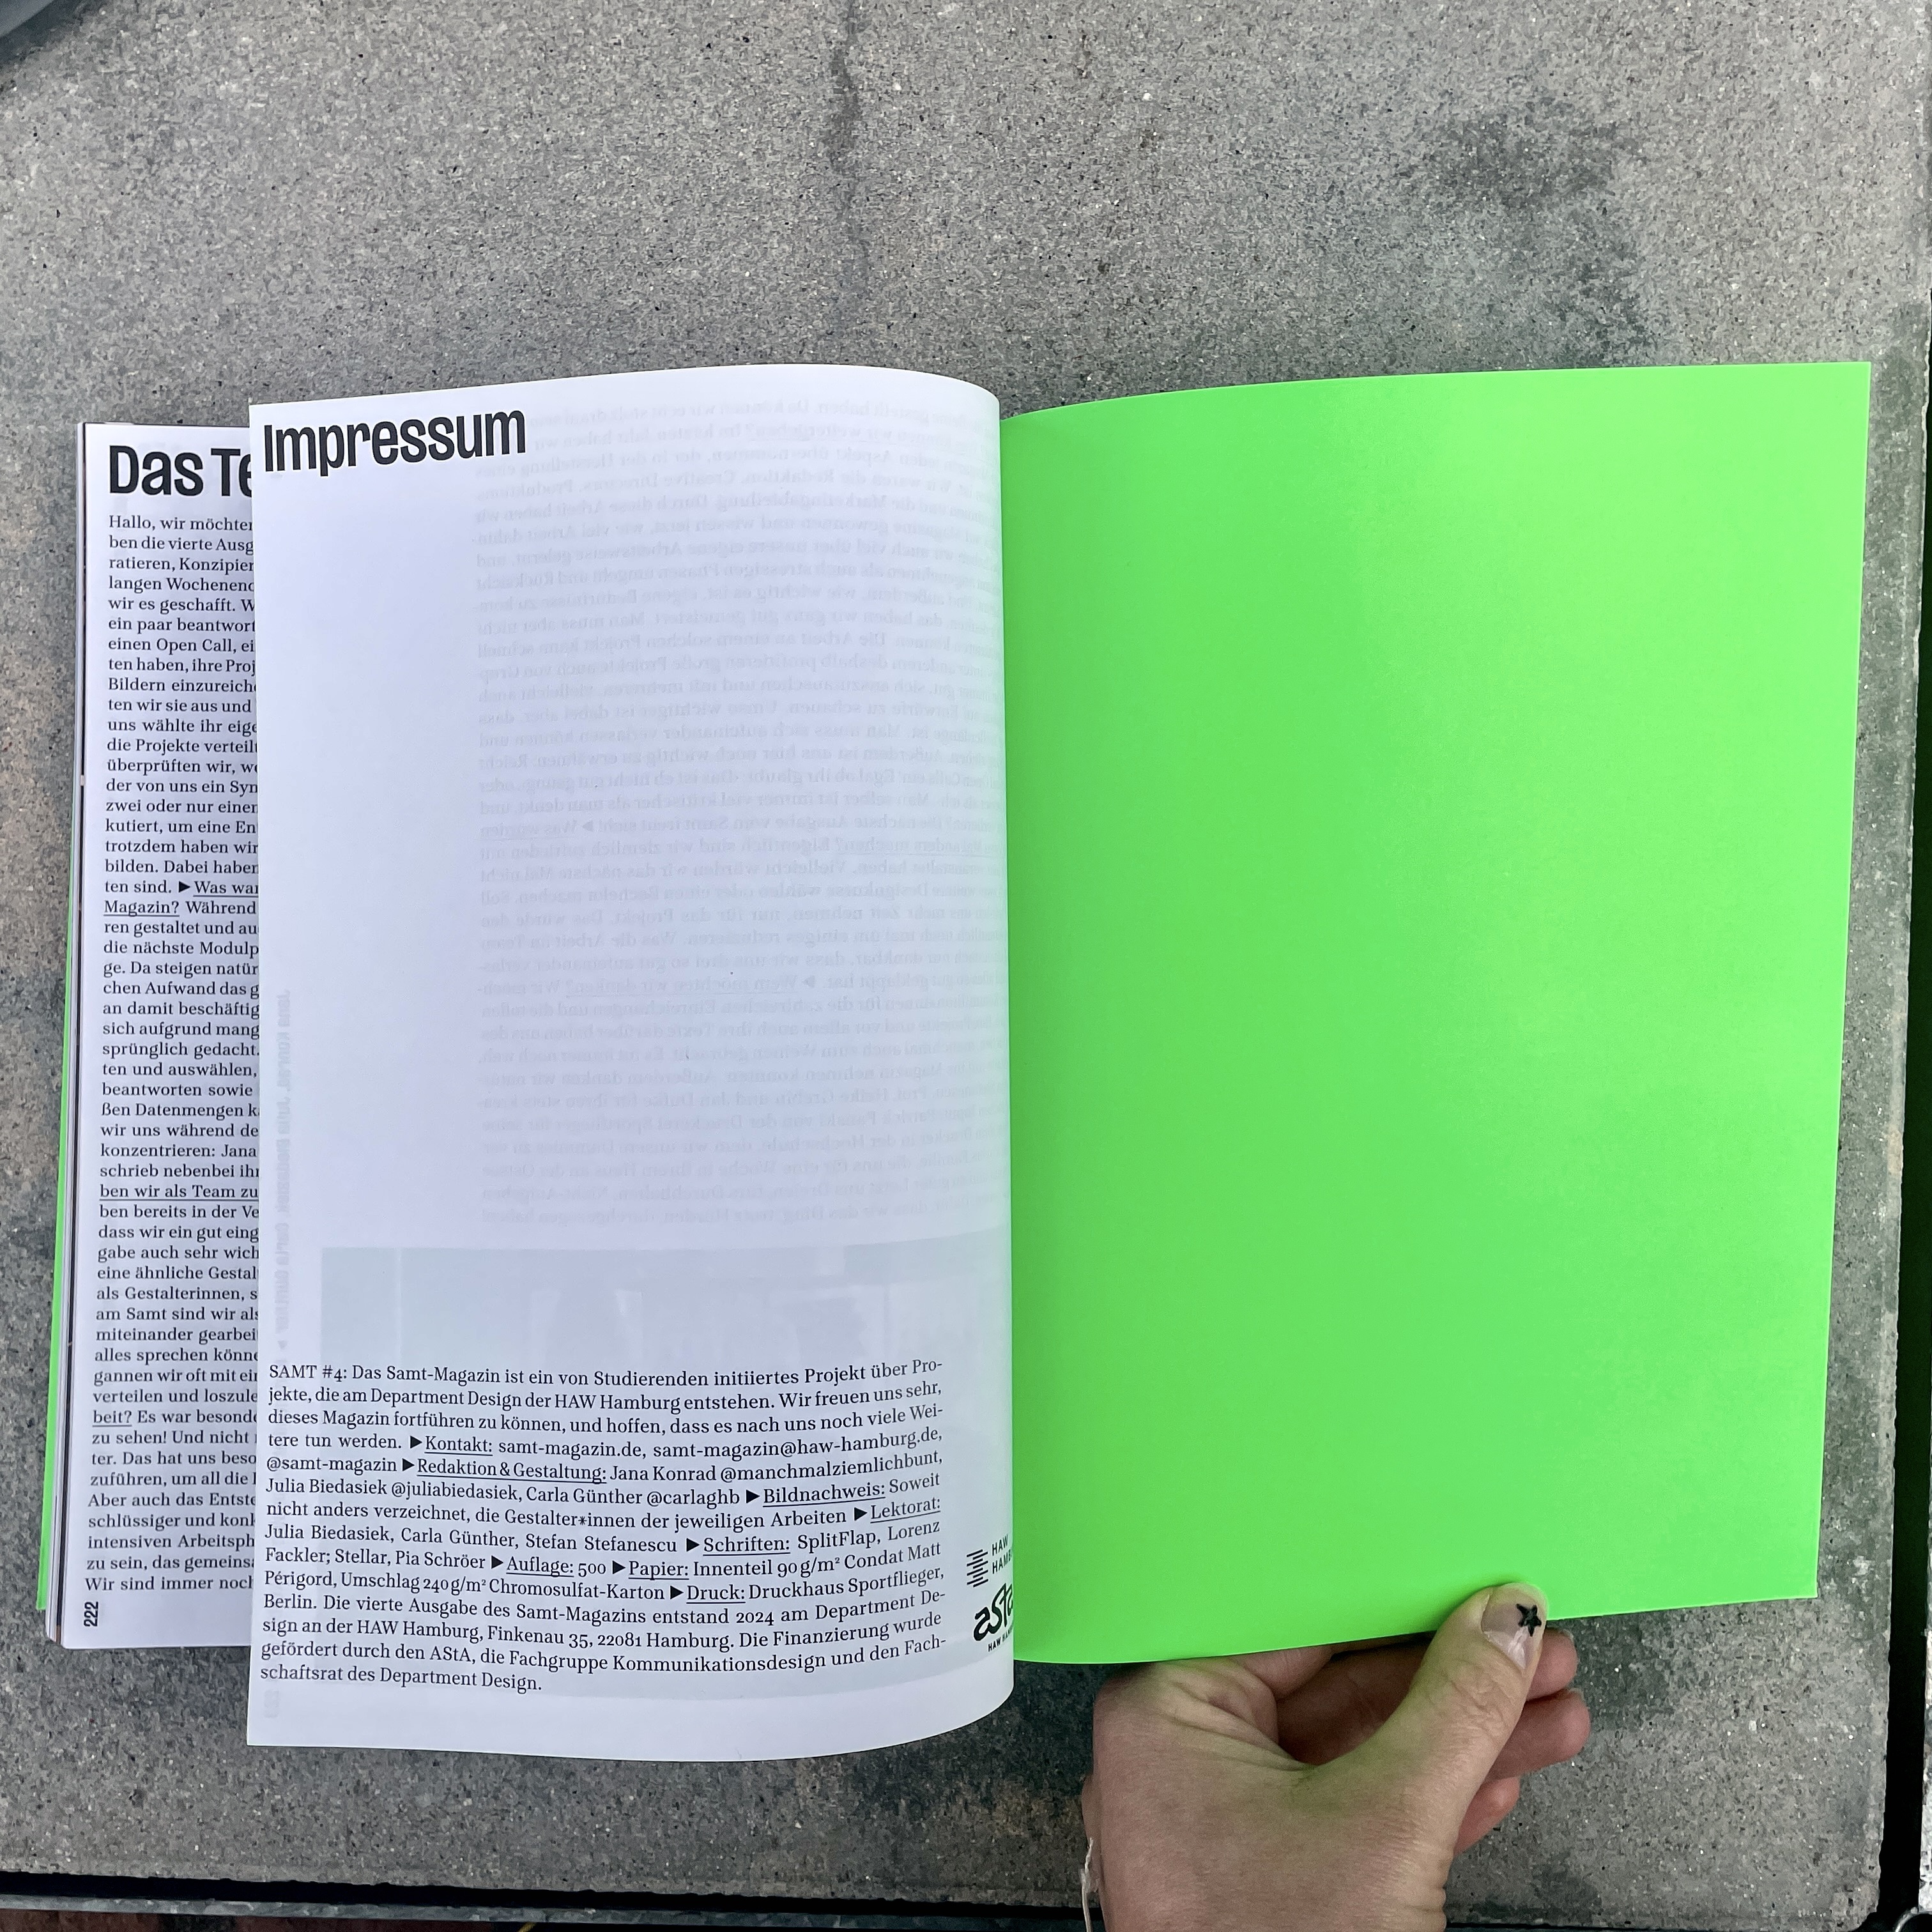 Das Te
Hallo, wir möchten
ben die vierte Ausg
ratieren, Konzipier
langen Wochenend
wir es geschafft. W
ein paar beantwort
einen Open Call, ei
ten haben, ihre Proj
Bildern einzureiche
ten wir sie aus und
uns wählte ihr eige
die Projekte verteilt
überprüften wir, we
der von uns ein Syn
zwei oder nur einen
kutiert, um eine En
trotzdem haben wir
bilden. Dabei haben
ten sind. ▶Was war
Magazin? Während
ren gestaltet und au
die nächste Modulp
ge. Da steigen natür
chen Aufwand das g
an damit beschäftig
sich aufgrund mang
sprünglich gedacht.
ten und auswählen,
beantworten sowie
ßen Datenmengen k
wir uns während de
konzentrieren: Jana
schrieb nebenbei ihr
ben wir als Team zu
ben bereits in der Ve
dass wir ein gut eing
gabe auch sehr wich
eine ähnliche Gestal
als Gestalterinnen, s
am Samt sind wir als
miteinander gearbei
alles sprechen könne
gannen wir oft mit ein
verteilen und loszule
beit? Es war besonde
zu sehen! Und nicht
ter. Das hat uns beso
zuführen, um all die
Aber auch das Entste
schlüssiger und konk
intensiven Arbeitsph
zu sein, das gemeinsa
Wir sind immer noch
222
Impressum
SAMT #4: Das Samt-Magazin ist ein von Studierenden initiiertes Projekt über Pro-
jekte, die am Department Design der HAW Hamburg entstehen. Wir freuen uns sehr,
dieses Magazin fortführen zu können, und hoffen, dass es nach uns noch viele Wei-
tere tun werden. ▶Kontakt: samt-magazin.de, samt-magazin@haw-hamburg.de,
@samt-magazin ▶Redaktion & Gestaltung: Jana Konrad @manchmalziemlichbunt,
Julia Biedasiek @juliabiedasiek, Carla Günther @carlaghb ▶Bildnachweis: Soweit
nicht anders verzeichnet, die Gestalter*innen der jeweiligen Arbeiten ▶Lektorat:
Julia Biedasiek, Carla Günther, Stefan Stefanescu ▶Schriften: SplitFlap, Lorenz
Fackler; Stellar, Pia Schröer ▶Auflage: 500 ▶Papier: Innenteil 90 g/m² Condat Matt
Périgord, Umschlag 240 g/m² Chromosulfat-Karton ▶Druck: Druckhaus Sportflieger,
Berlin. Die vierte Ausgabe des Samt-Magazins entstand 2024 am Department De-
sign an der HAW Hamburg, Finkenau 35, 22081 Hamburg. Die Finanzierung wurde
gefördert durch den AStA, die Fachgruppe Kommunikationsdesign und den Fach-
schaftsrat des Department Design.
HAW
HAMB
asta
HAW HAM